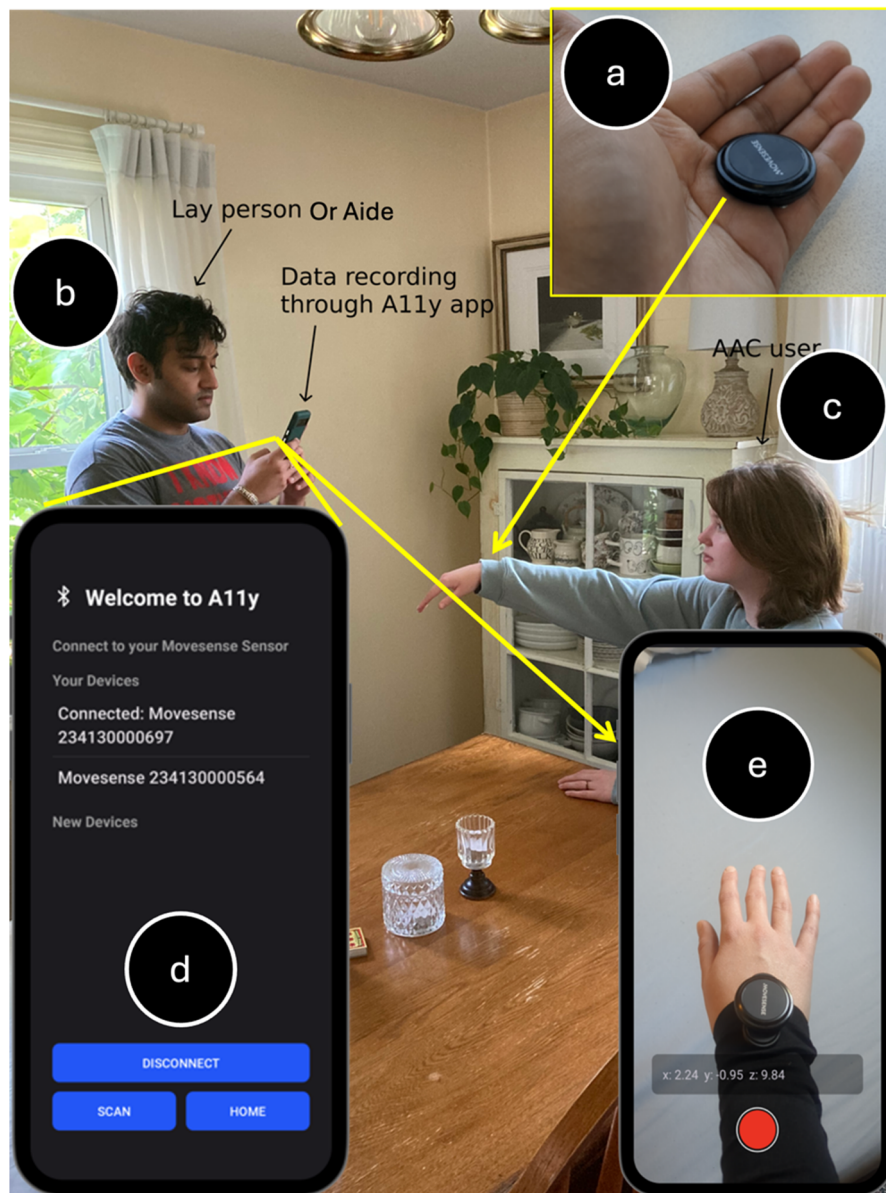 a
MOVESENSE
Lay person Or Aide
b
Data recording
through A11y app
AAC user
c
Welcome to A11y
Connect to your Movesense Sensor
Your Devices
Connected: Movesense
234130000697
Movesense 234130000564
New Devices
d
DISCONNECT
SCAN
HOME
e
MOVESENSE
x: 2.24 y: -0.95 z: 9.84